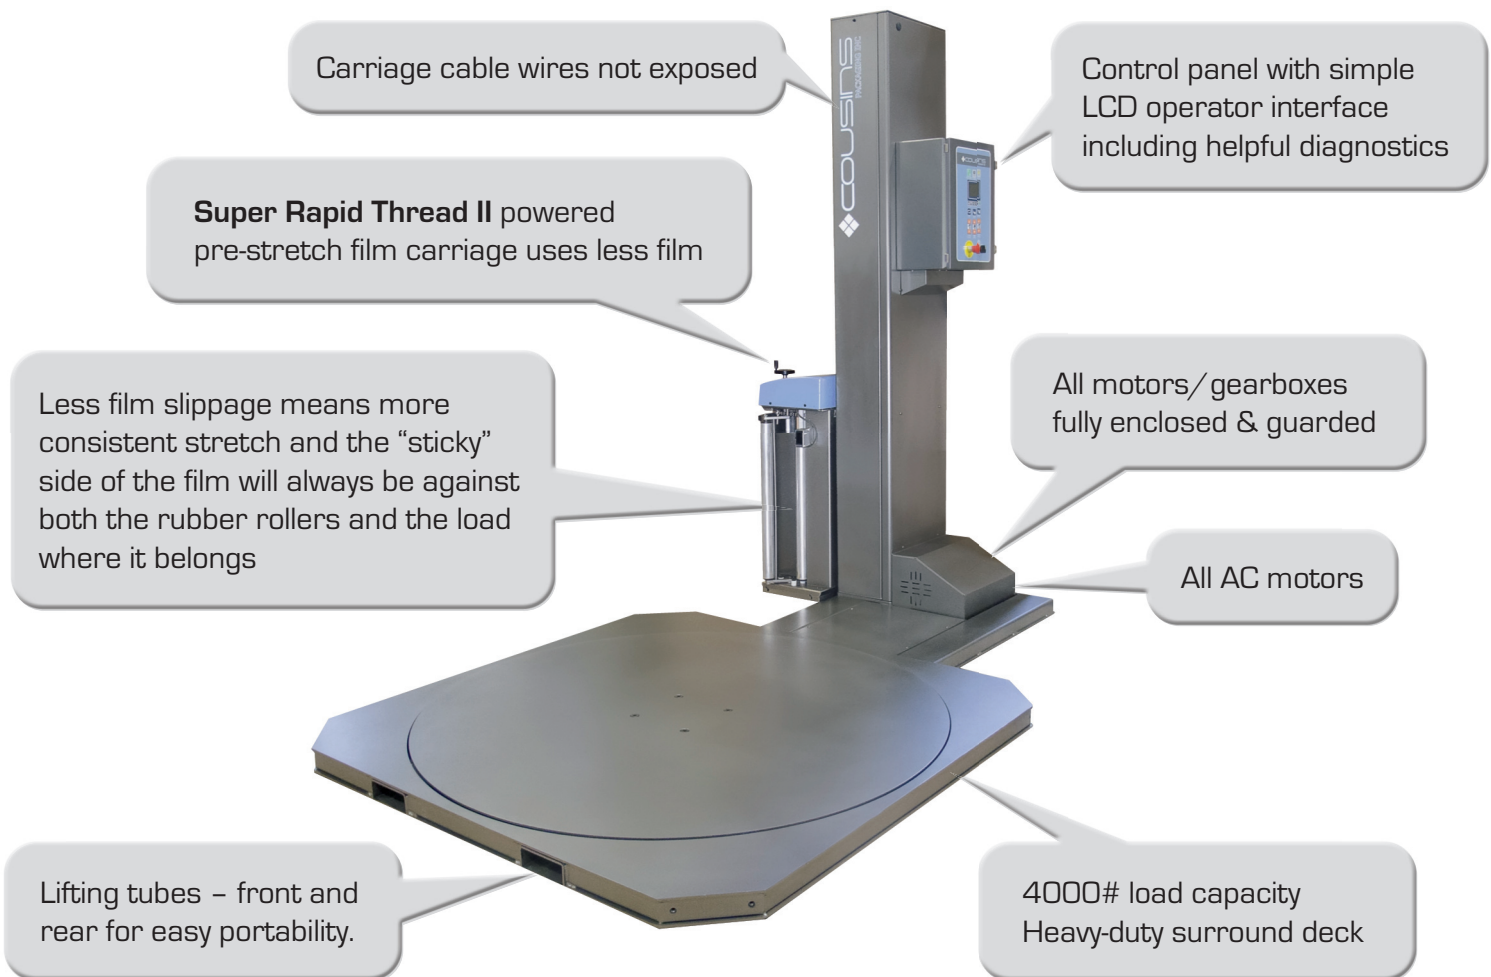 Carriage cable wires not exposed
COUSINS
PACKAGING INC
Control panel with simple
LCD operator interface
including helpful diagnostics
COUSINS
Super Rapid Thread II powered
pre-stretch film carriage uses less film
Less film slippage means more
consistent stretch and the “sticky”
side of the film will always be against
both the rubber rollers and the load
where it belongs
All motors/gearboxes
fully enclosed & guarded
All AC motors
Lifting tubes – front and
rear for easy portability.
4000# load capacity
Heavy-duty surround deck